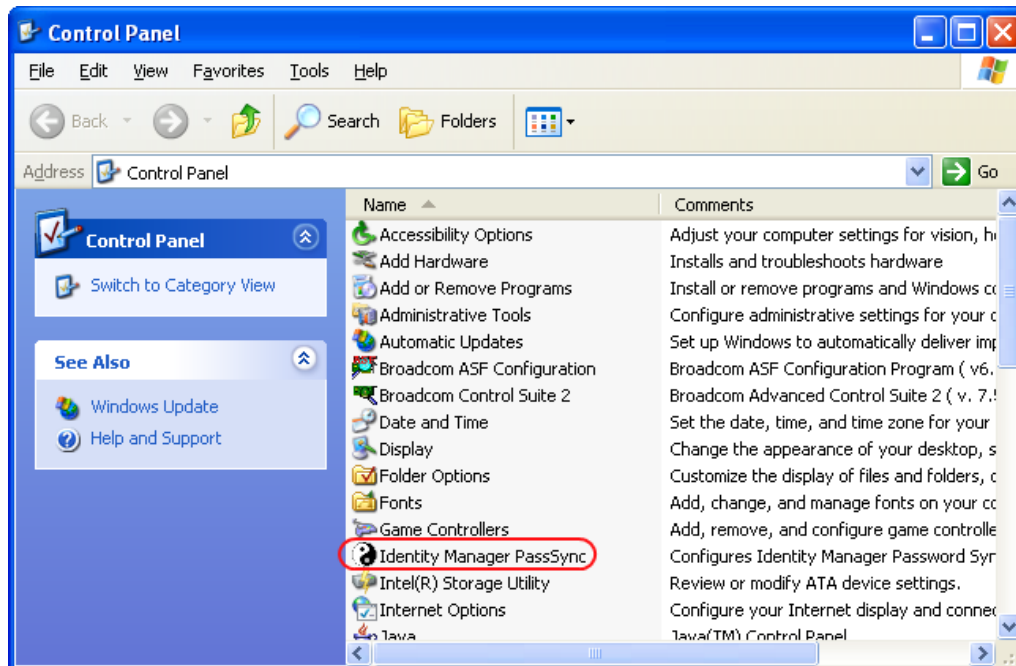 Control Panel
File Edit View Favorites Tools Help
Back Search Folders
Address Control Panel Go
Control Panel
Switch to Category View
See Also
Windows Update
Help and Support
Name Comments
Accessibility Options Adjust your computer settings for vision, h
Add Hardware Installs and troubleshoots hardware
Add or Remove Programs Install or remove programs and Windows co
Administrative Tools Configure administrative settings for your c
Automatic Updates Set up Windows to automatically deliver imp
Broadcom ASF Configuration Broadcom ASF Configuration Program ( v6.
Broadcom Control Suite 2 Broadcom Advanced Control Suite 2 ( v. 7.
Date and Time Set the date, time, and time zone for your
Display Change the appearance of your desktop, s
Folder Options Customize the display of files and folders, c
Fonts Add, change, and manage fonts on your co
Game Controllers Add, remove, and configure game controlle
Identity Manager PassSync Configures Identity Manager Password Syn
Intel(R) Storage Utility Review or modify ATA device settings.
Internet Options Configure your Internet display and connec
Java Java(TM) Control Panel